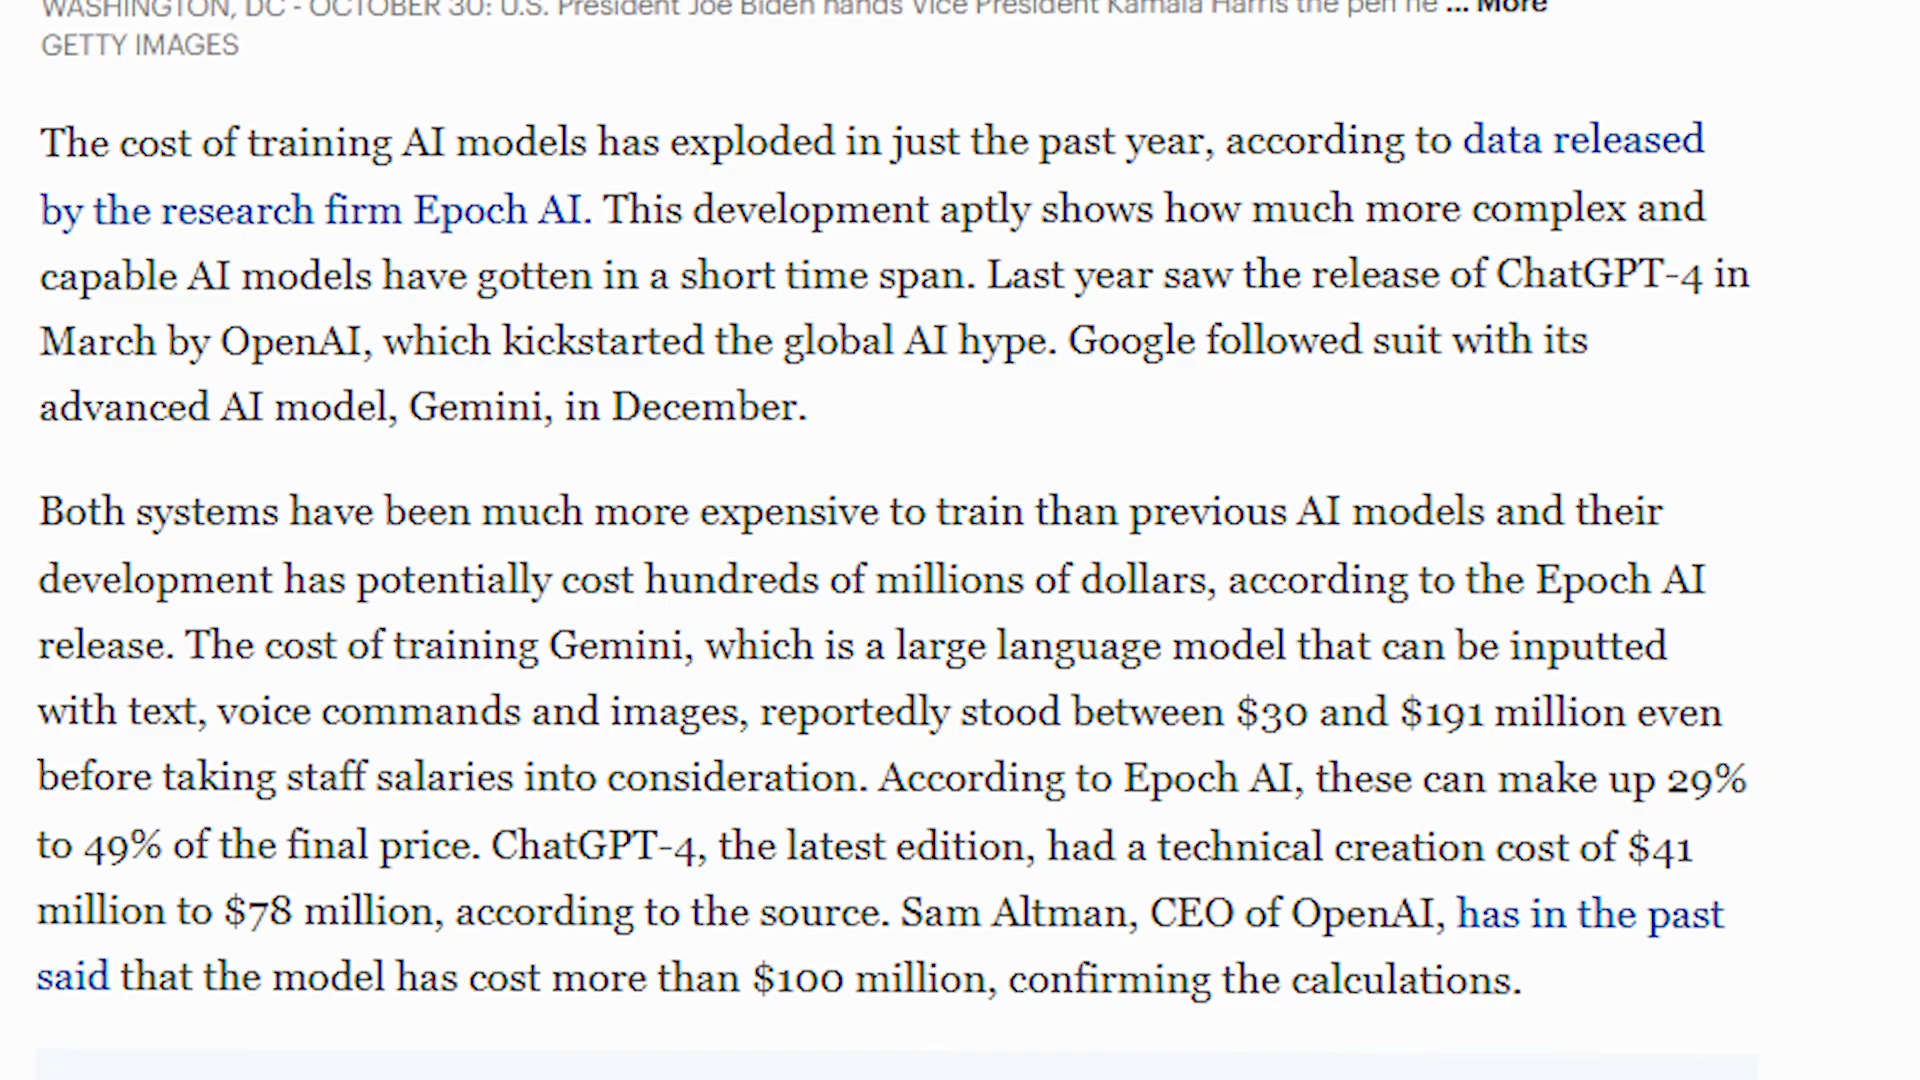 WASHINGTON, DC - OCTOBER 30: U.S. President Joe Biden hands Vice President Kamala Harris the pen he ... More
GETTY IMAGES
The cost of training AI models has exploded in just the past year, according to data released
by the research firm Epoch AI. This development aptly shows how much more complex and
capable AI models have gotten in a short time span. Last year saw the release of ChatGPT-4 in
March by OpenAI, which kickstarted the global AI hype. Google followed suit with its
advanced AI model, Gemini, in December.
Both systems have been much more expensive to train than previous AI models and their
development has potentially cost hundreds of millions of dollars, according to the Epoch AI
release. The cost of training Gemini, which is a large language model that can be inputted
with text, voice commands and images, reportedly stood between $30 and $191 million even
before taking staff salaries into consideration. According to Epoch AI, these can make up 29%
to 49% of the final price. ChatGPT-4, the latest edition, had a technical creation cost of $41
million to $78 million, according to the source. Sam Altman, CEO of OpenAI, has in the past
said that the model has cost more than $100 million, confirming the calculations.